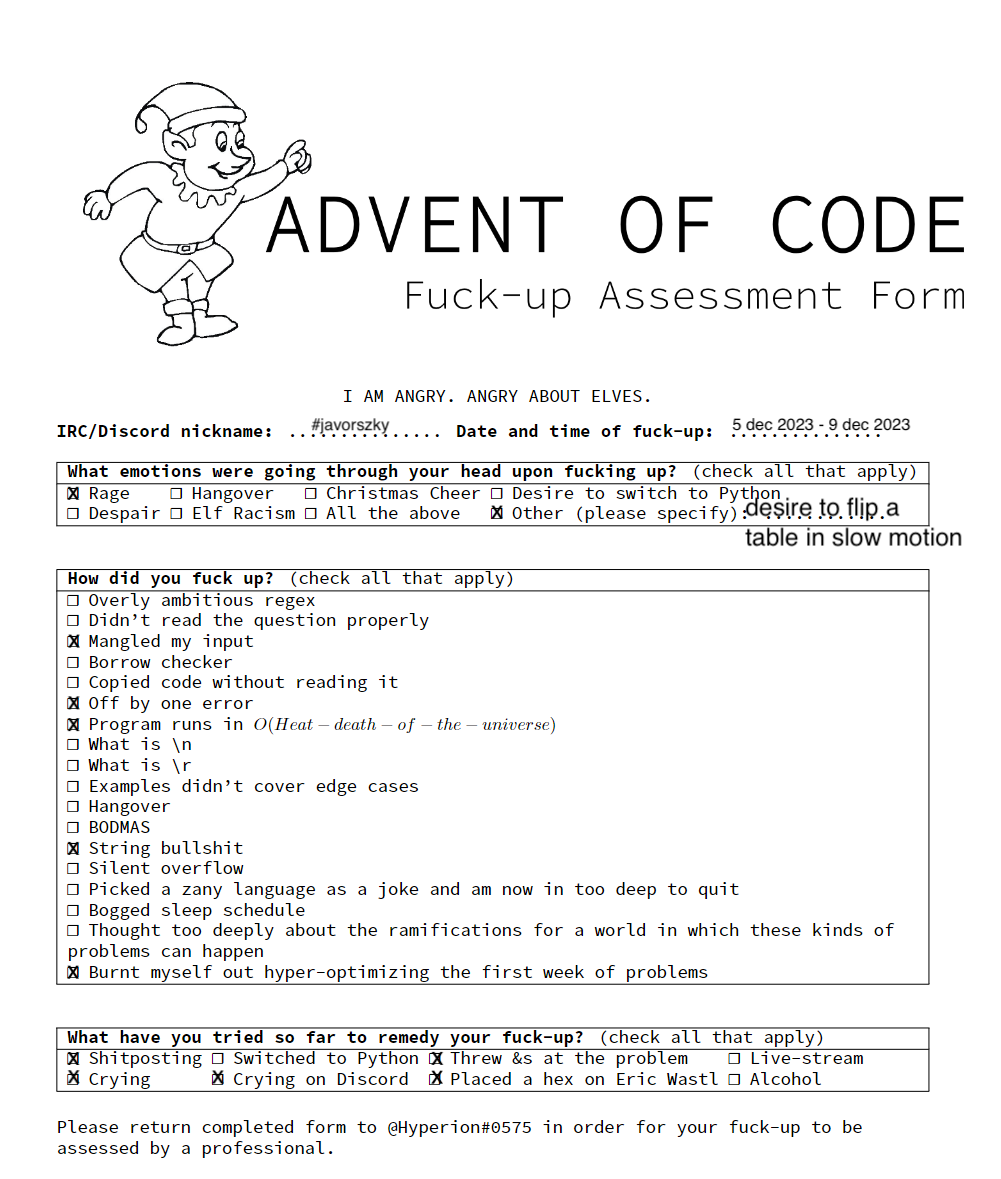 ADVENT OF CODE
Fuck-up Assessment Form
I AM ANGRY. ANGRY ABOUT ELVES.
IRC/Discord nickname: #javorszky Date and time of fuck-up: 5 dec 2023 - 9 dec 2023
What emotions were going through your head upon fucking up? (check all that apply)
☒ Rage ☐ Hangover ☐ Christmas Cheer ☐ Desire to switch to Python
☐ Despair ☐ Elf Racism ☐ All the above ☒ Other (please specify): desire to flip a
table in slow motion
How did you fuck up? (check all that apply)
☐ Overly ambitious regex
☐ Didn't read the question properly
☒ Mangled my input
☐ Borrow checker
☐ Copied code without reading it
☒ Off by one error
☒ Program runs in O(Heat − death − of − the − universe)
☐ What is \n
☐ What is \r
☐ Examples didn't cover edge cases
☐ Hangover
☐ BODMAS
☒ String bullshit
☐ Silent overflow
☐ Picked a zany language as a joke and am now in too deep to quit
☐ Bogged sleep schedule
☐ Thought too deeply about the ramifications for a world in which these kinds of
problems can happen
☒ Burnt myself out hyper-optimizing the first week of problems
What have you tried so far to remedy your fuck-up? (check all that apply)
☒ Shitposting ☐ Switched to Python ☒ Threw &s at the problem ☐ Live-stream
☒ Crying ☒ Crying on Discord ☒ Placed a hex on Eric Wastl ☐ Alcohol
Please return completed form to @Hyperion#0575 in order for your fuck-up to be
assessed by a professional.